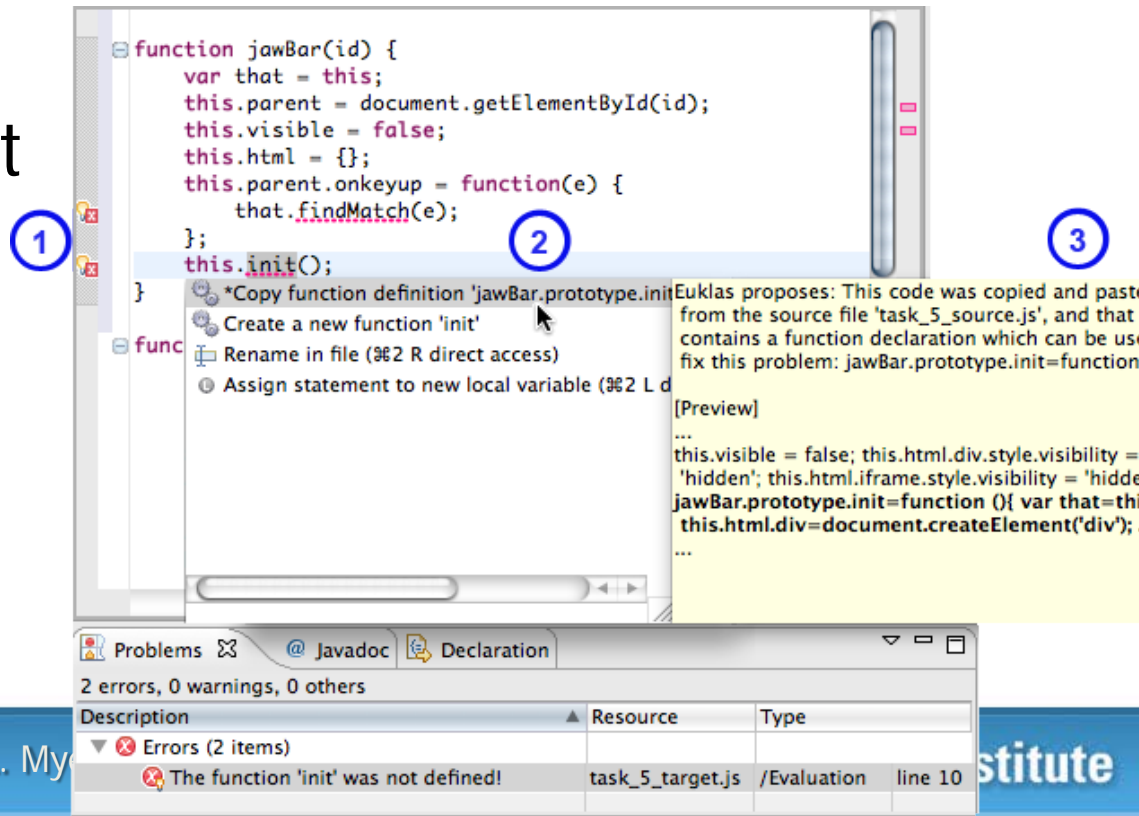 function jawBar(id) {
var that = this;
this.parent = document.getElementById(id);
t
this.visible = false;
this.html = {};
this.parent.onkeyup = function(e) {
that.findMatch(e);
1
2
3
};
this.init();
}
*Copy function definition 'jawBar.prototype.init
Create a new function 'init'
func
Rename in file (⌘2 R direct access)
Assign statement to new local variable (⌘2 L d
Euklas proposes: This code was copied and paste
from the source file 'task_5_source.js', and that
contains a function declaration which can be use
fix this problem: jawBar.prototype.init=function
[Preview]
...
this.visible = false; this.html.div.style.visibility =
'hidden'; this.html.iframe.style.visibility = 'hidde
jawBar.prototype.init=function (){ var that=thi
this.html.div=document.createElement('div');
...
Problems @ Javadoc Declaration
2 errors, 0 warnings, 0 others
Description Resource Type
Errors (2 items)
The function 'init' was not defined! task_5_target.js /Evaluation line 10
. My
stitute